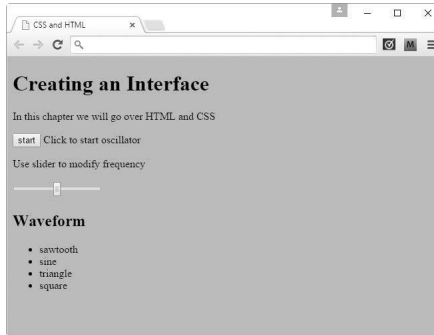 CSS and HTML
Creating an Interface
In this chapter we will go over HTML and CSS
start Click to start oscillator
Use slider to modify frequency
Waveform
sawtooth
sine
triangle
square
M